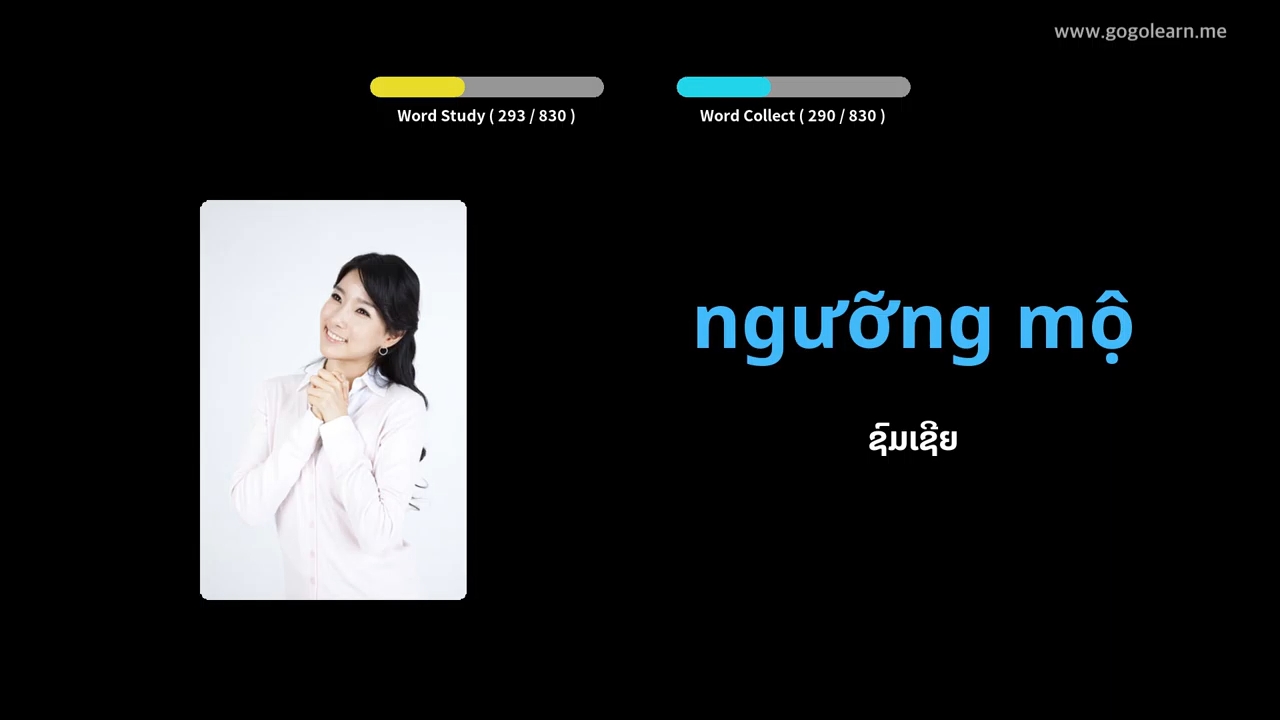 www.gogolearn.me
Word Study ( 293 / 830 )
Word Collect ( 290 / 830 )
ngưỡng mộ
ຊົມເຊີຍ